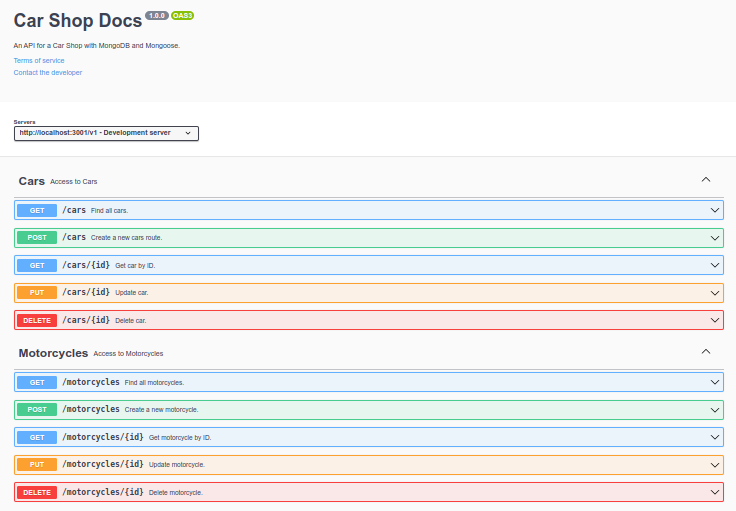 Car Shop Docs 1.0.0 OAS3
An API for a Car Shop with MongoDB and Mongoose.
Terms of service
Contact the developer
Servers
http://localhost:3001/v1 - Development server
Cars Access to Cars
GET /cars Find all cars.
POST /cars Create a new cars route.
GET /cars/{id} Get car by ID.
PUT /cars/{id} Update car.
DELETE /cars/{id} Delete car.
Motorcycles Access to Motorcycles
GET /motorcycles Find all motorcycles.
POST /motorcycles Create a new motorcycle.
GET /motorcycles/{id} Get motorcycle by ID.
PUT /motorcycles/{id} Update motorcycle.
DELETE /motorcycles/{id} Delete motorcycle.